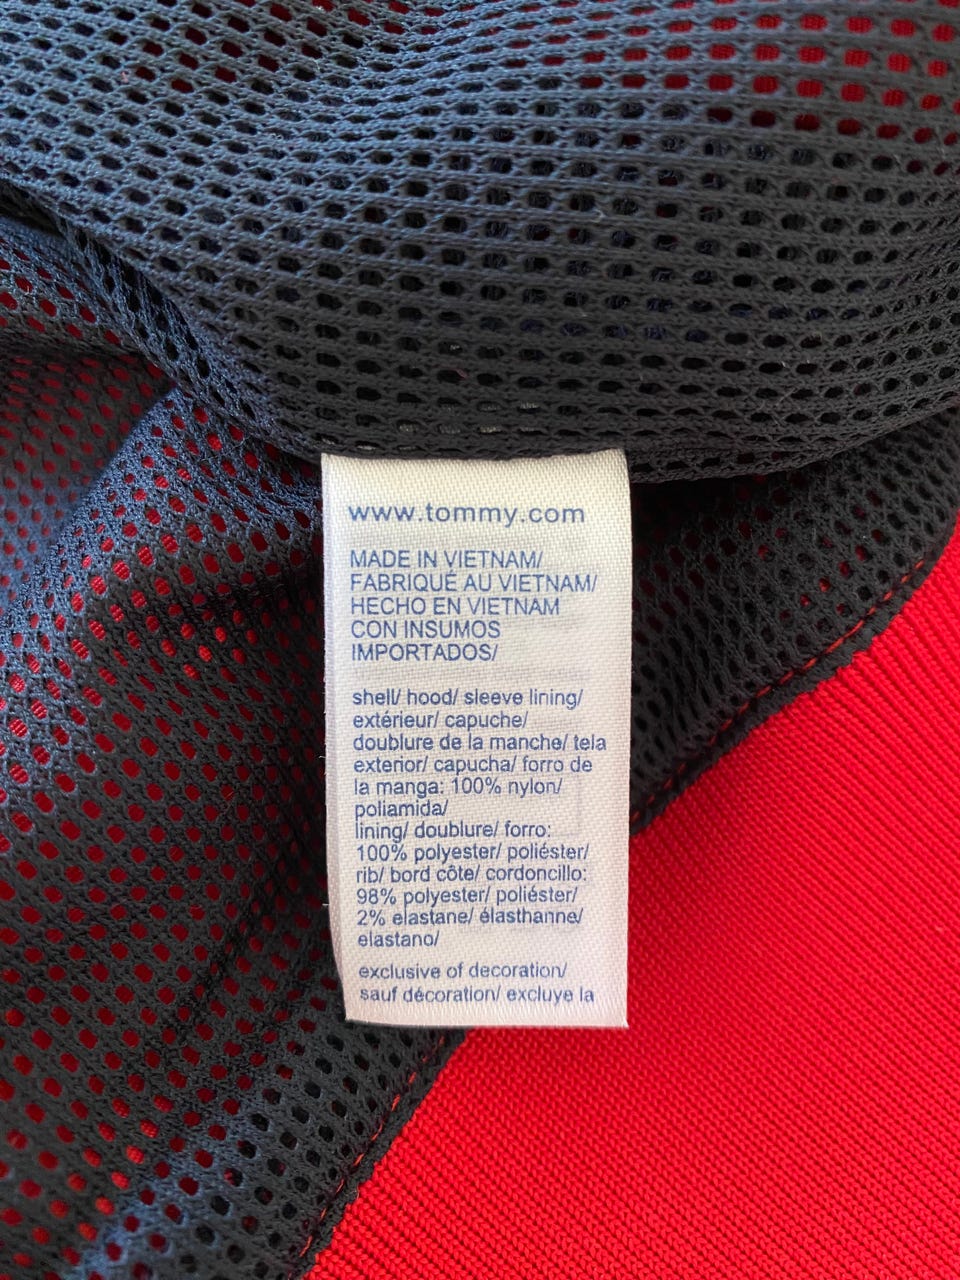 www.tommy.com
MADE IN VIETNAM/
FABRIQUÉ AU VIETNAM/
HECHO EN VIETNAM
CON INSUMOS
IMPORTADOS/
shell/ hood/ sleeve lining/
extérieur/ capuche/
doublure de la manche/ tela
exterior/ capucha/ forro de
la manga: 100% nylon/
poliamida/
lining/ doublure/ forro:
100% polyester/ poliéster/
rib/ bord côte/ cordoncillo:
98% polyester/ poliéster/
2% elastane/ élasthanne/
elastano/
exclusive of decoration/
sauf décoration/ excluye la